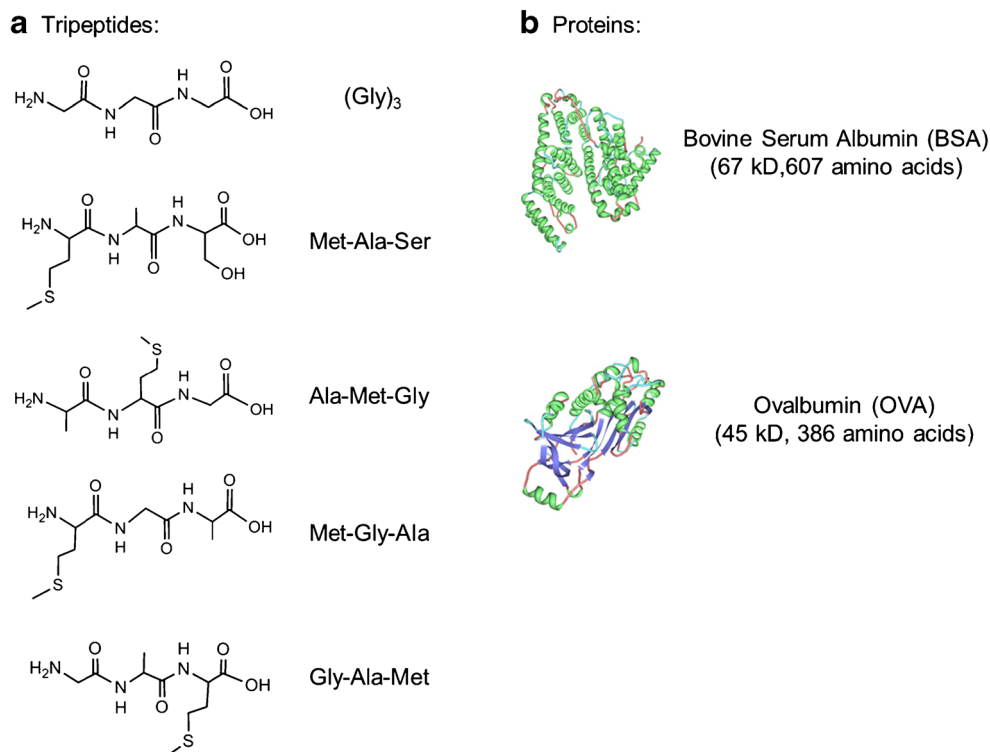 a Tripeptides:
H2N
O
N
H
O
H
N
O
OH
(Gly)3
H2N
O
N
H
O
H
N
O
OH
OH
S
Met-Ala-Ser
S
H2N
O
N
H
O
H
N
O
OH
Ala-Met-Gly
H2N
O
N
H
O
H
N
O
OH
S
Met-Gly-Ala
H2N
O
N
H
O
H
N
O
OH
S
Gly-Ala-Met
b Proteins:
Bovine Serum Albumin (BSA)
(67 kD,607 amino acids)
Ovalbumin (OVA)
(45 kD, 386 amino acids)